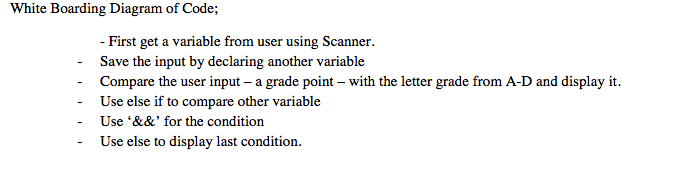 White Boarding Diagram of Code;
- First get a variable from user using Scanner.
- Save the input by declaring another variable
- Compare the user input – a grade point – with the letter grade from A-D and display it.
- Use else if to compare other variable
- Use ‘&&’ for the condition
- Use else to display last condition.